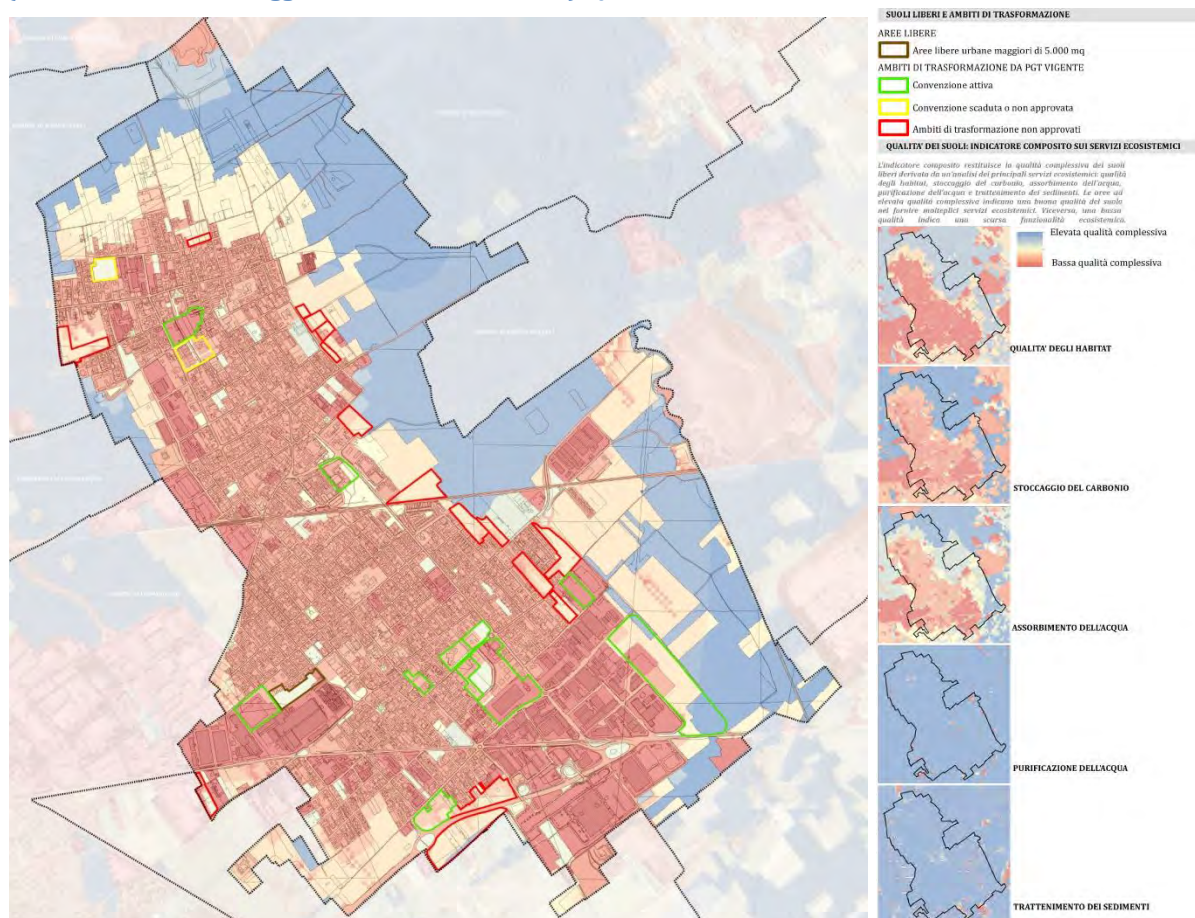 SUOLI LIBERI E AMBITI DI TRASFORMAZIONE
AREE LIBERE
Aree libere urbane maggiori di 5.000 mq
AMBITI DI TRASFORMAZIONE DA PGT VIGENTE
Convenzione attiva
Convenzione scaduta o non approvata
Ambiti di trasformazione non approvati
QUALITA' DEI SUOLI: INDICATORE COMPOSITO SUI SERVIZI ECOSISTEMICI
L'indicatore composito restituisce la qualità complessiva dei suoli
liberi derivata da un'analisi dei principali servizi ecosistemici: qualità
degli habitat, stoccaggio del carbonio, assorbimento dell'acqua,
purificazione dell'acqua e trattenimento dei sedimenti. Le aree ad
elevata qualità complessiva indicano una buona qualità del suolo
nel fornire molteplici servizi ecosistemici. Viceversa, una bassa
qualità indica una scarsa funzionalità ecosistemica.
Elevata qualità complessiva
Bassa qualità complessiva
QUALITA' DEGLI HABITAT
STOCCAGGIO DEL CARBONIO
ASSORBIMENTO DELL'ACQUA
PURIFICAZIONE DELL'ACQUA
TRATTENIMENTO DEI SEDIMENTI